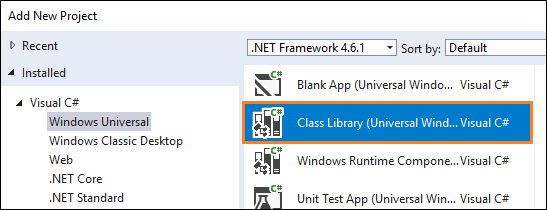 Add New Project
Recent
Installed
Visual C#
Windows Universal
Windows Classic Desktop
Web
.NET Core
.NET Standard
.NET Framework 4.6.1 Sort by: Default
C# Blank App (Universal Windo... Visual C#
C# Class Library (Universal Wind... Visual C#
C# Windows Runtime Compone... Visual C#
C# Unit Test App (Universal Windo... Visual C#